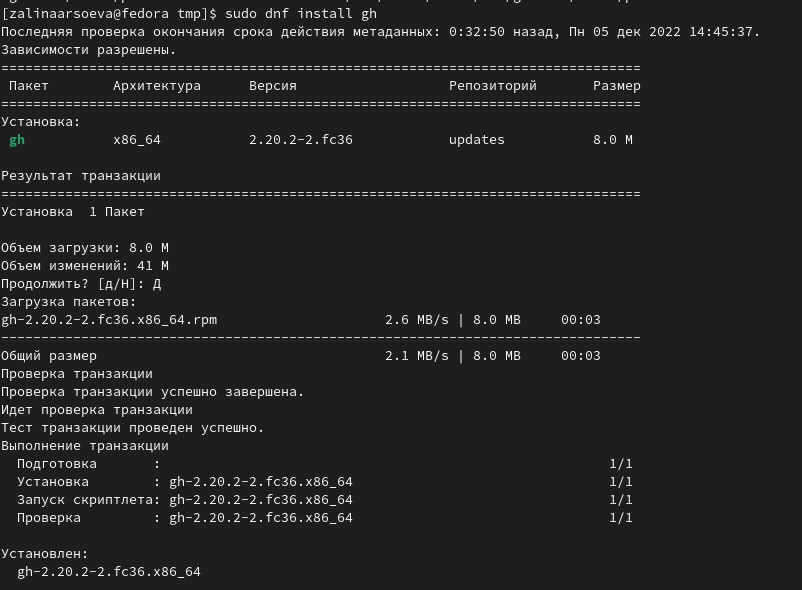 [zalinaarsoeva@fedora tmp]$ sudo dnf install gh
Последняя проверка окончания срока действия метаданных: 0:32:50 назад, Пн 05 дек 2022 14:45:37.
Зависимости разрешены.
================================================================================
 Пакет        Архитектура      Версия                   Репозиторий       Размер
================================================================================
Установка:
 gh           x86_64           2.20.2-2.fc36            updates           8.0 M

Результат транзакции
================================================================================
Установка  1 Пакет

Объем загрузки: 8.0 M
Объем изменений: 41 M
Продолжить? [д/Н]: Д
Загрузка пакетов:
gh-2.20.2-2.fc36.x86_64.rpm                     2.6 MB/s | 8.0 MB     00:03
--------------------------------------------------------------------------------
Общий размер                                    2.1 MB/s | 8.0 MB     00:03
Проверка транзакции
Проверка транзакции успешно завершена.
Идет проверка транзакции
Тест транзакции проведен успешно.
Выполнение транзакции
  Подготовка       :                                                        1/1
  Установка        : gh-2.20.2-2.fc36.x86_64                                1/1
  Запуск скриптлета: gh-2.20.2-2.fc36.x86_64                                1/1
  Проверка         : gh-2.20.2-2.fc36.x86_64                                1/1

Установлен:
  gh-2.20.2-2.fc36.x86_64